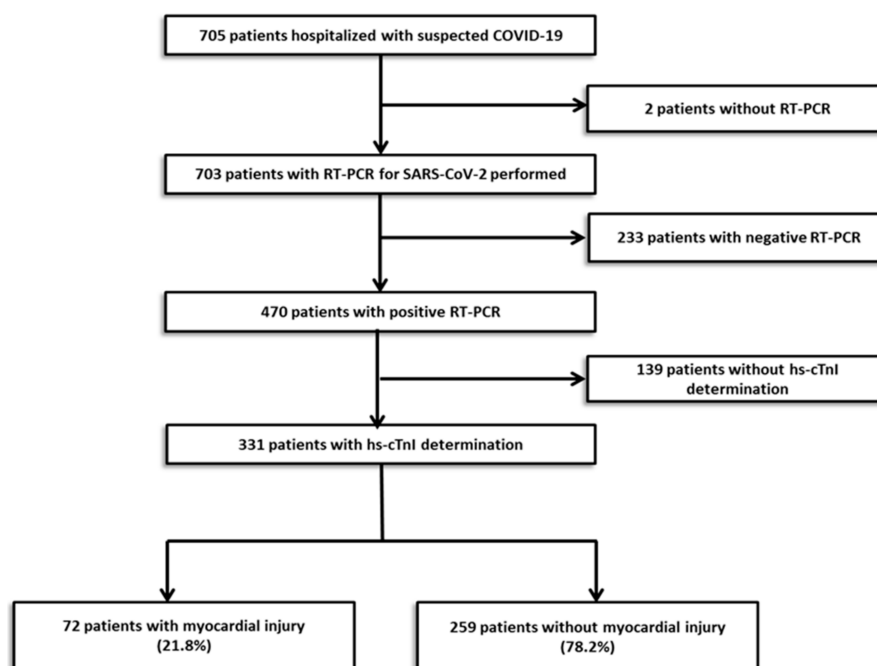 705 patients hospitalized with suspected COVID-19
2 patients without RT-PCR
703 patients with RT-PCR for SARS-CoV-2 performed
233 patients with negative RT-PCR
470 patients with positive RT-PCR
139 patients without hs-cTnI
determination
331 patients with hs-cTnI determination
72 patients with myocardial injury
(21.8%)
259 patients without myocardial injury
(78.2%)